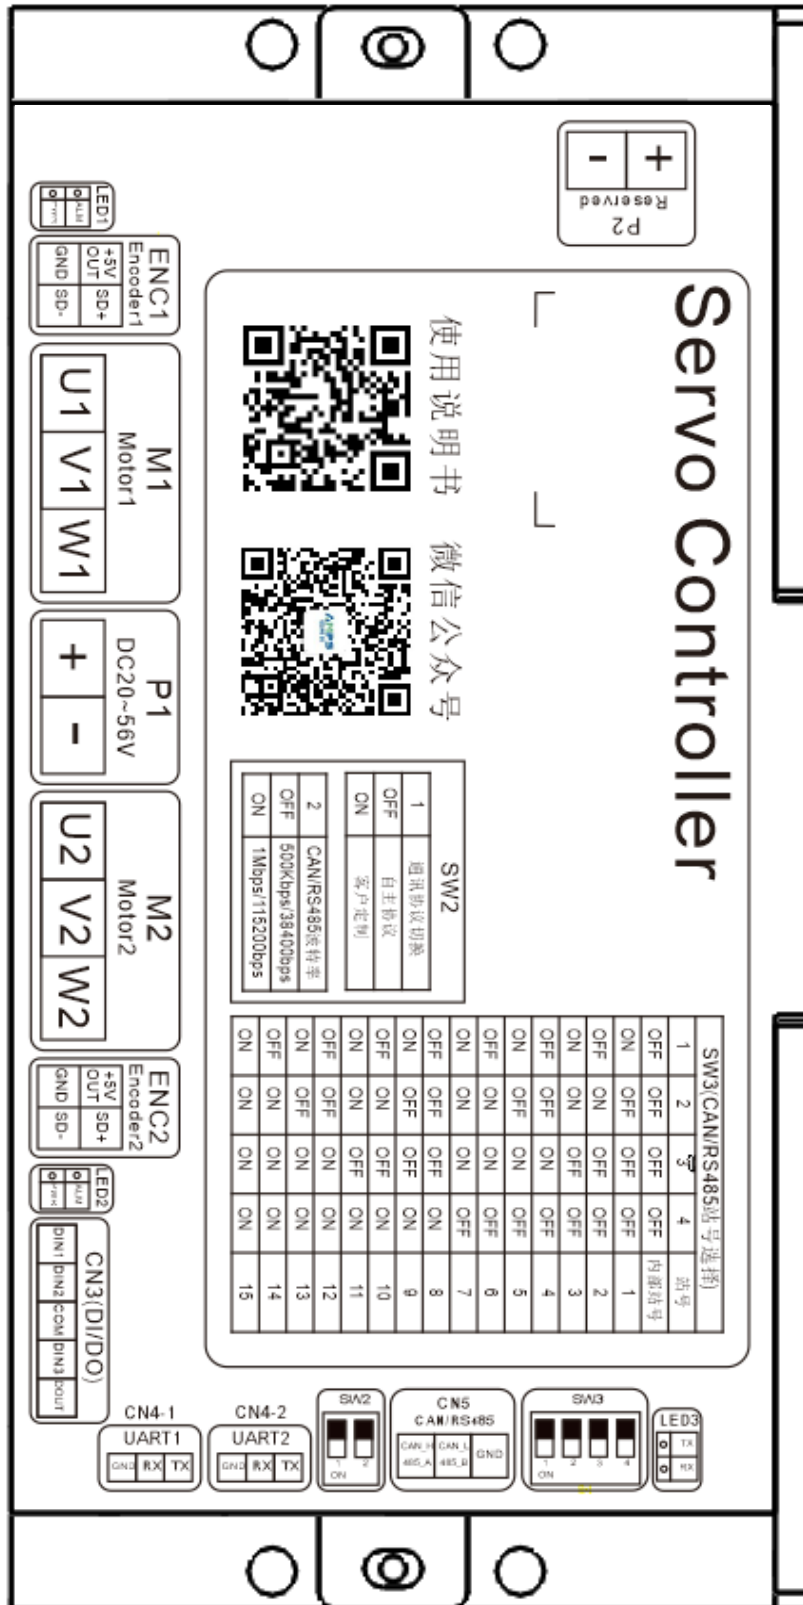 + -
Reserved
P2
Servo Controller
使用说明书
微信公众号
LED1
ALM
ENC1
Encoder1
+5V OUT SD+
GND SD-
M1
Motor1
U1 V1 W1
P1
DC20~56V
+ -
M2
Motor2
U2 V2 W2
ENC2
Encoder2
+5V OUT SD+
GND SD-
LED2
ALM
CN3(DI/DO)
DIN1 DIN2 COM DIN3 DOUT
SW2
1 通讯协议切换
OFF 自主协议
ON 客户定制
2 CAN/RS485波特率
OFF 500Kbps/38400bps
ON 1Mbps/115200bps
SW3(CAN/RS485站号选择)
1 2 3 4 站号
OFF OFF OFF OFF 内部站号
ON OFF OFF OFF 1
OFF ON OFF OFF 2
ON ON OFF OFF 3
OFF OFF ON OFF 4
ON OFF ON OFF 5
OFF ON ON OFF 6
ON ON ON OFF 7
OFF OFF OFF ON 8
ON OFF OFF ON 9
OFF ON OFF ON 10
ON ON OFF ON 11
OFF OFF ON ON 12
ON OFF ON ON 13
OFF ON ON ON 14
ON ON ON ON 15
CN4-1
UART1
GND RX TX
CN4-2
UART2
GND RX TX
SW2
1 2
ON
CN5
CAN/RS485
CAN_H CAN_L GND
485_A 485_B
SW3
1 2 3 4
ON
LED3
TX
RX